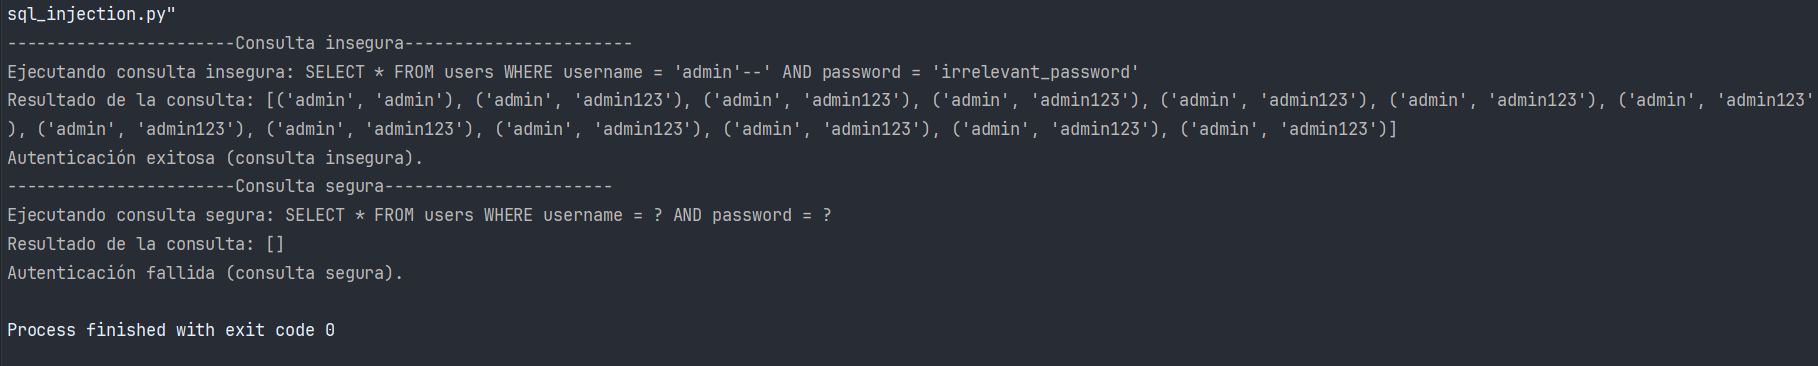 sql_injection.py"
-----------------------Consulta insegura-----------------------
Ejecutando consulta insegura: SELECT * FROM users WHERE username = 'admin'--' AND password = 'irrelevant_password'
Resultado de la consulta: [('admin', 'admin'), ('admin', 'admin123'), ('admin', 'admin123'), ('admin', 'admin123'), ('admin', 'admin123'), ('admin', 'admin123'), ('admin', 'admin123'
), ('admin', 'admin123'), ('admin', 'admin123'), ('admin', 'admin123'), ('admin', 'admin123'), ('admin', 'admin123'), ('admin', 'admin123')]
Autenticación exitosa (consulta insegura).
-----------------------Consulta segura-----------------------
Ejecutando consulta segura: SELECT * FROM users WHERE username = ? AND password = ?
Resultado de la consulta: []
Autenticación fallida (consulta segura).
Process finished with exit code 0